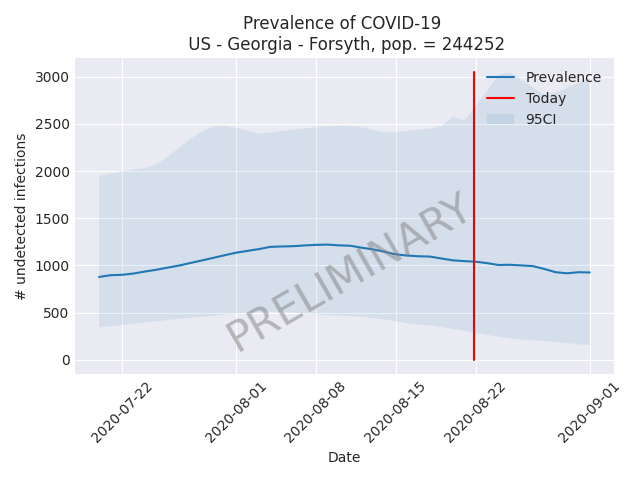 Prevalence of COVID-19
US - Georgia - Forsyth, pop. = 244252
3000
2500
2000
1500
1000
500
0
# undetected infections
Prevalence
Today
95CI
PRELIMINARY
2020-07-22
2020-08-01
2020-08-08
2020-08-15
2020-08-22
2020-09-01
Date